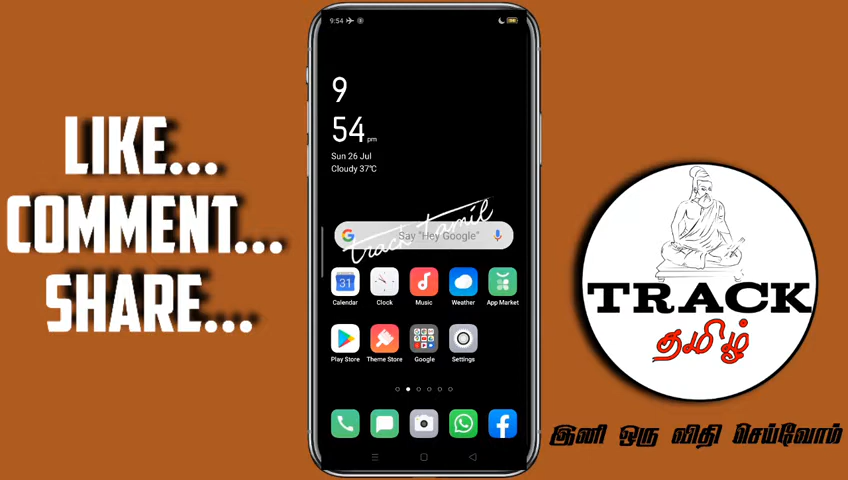 LIKE...
COMMENT...
SHARE...
9:54
9
54 pm
Sun 26 Jul
Cloudy 37°C
Say "Hey Google"
track tamil
31
Calendar
Clock
Music
Weather
App Market
Play Store
Theme Store
Google
Settings
TRACK
தமிழ்
இனி ஒரு விதி செய்வோம்